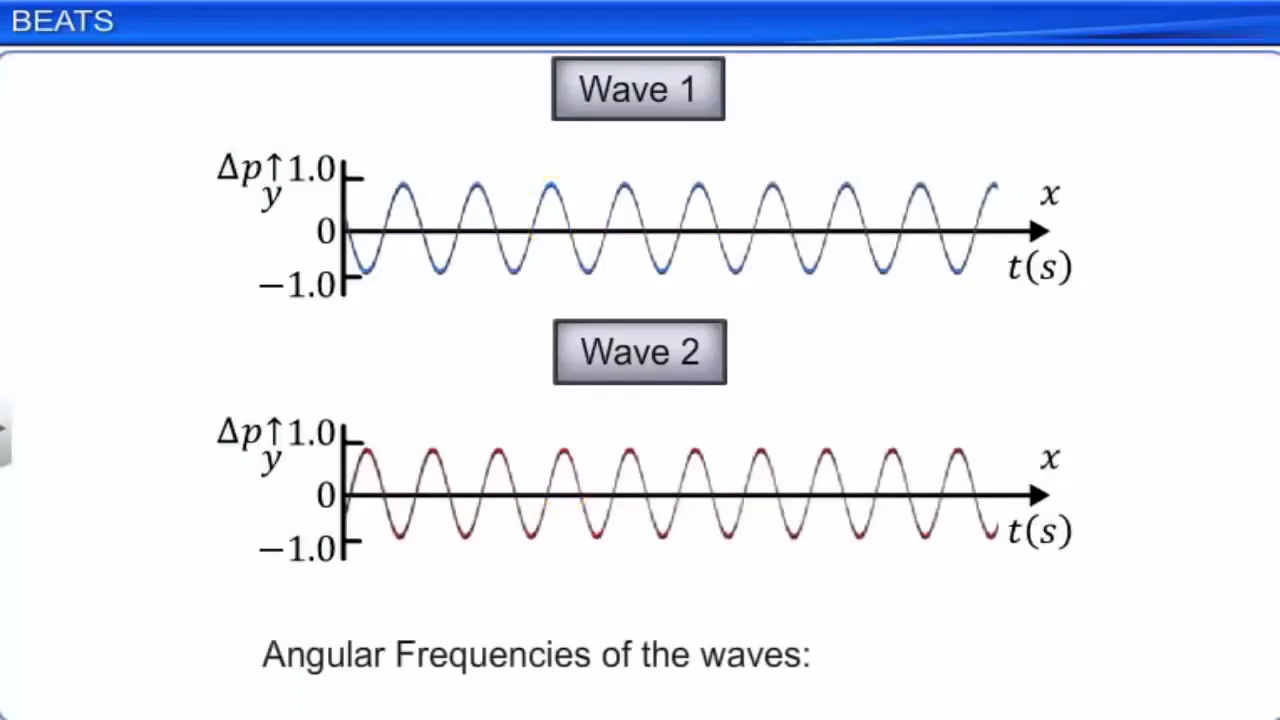 BEATS
Wave 1
Δp↑1.0
y
x
0
t(s)
−1.0
Wave 2
Δp↑1.0
y
x
0
t(s)
−1.0
Angular Frequencies of the waves: